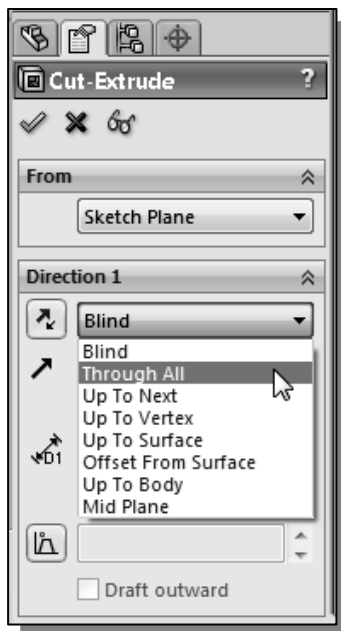 Cut-Extrude ?
From
Sketch Plane
Direction 1
Blind
Blind
Through All
Up To Next
Up To Vertex
Up To Surface
D1
Offset From Surface
Up To Body
Mid Plane
Draft outward